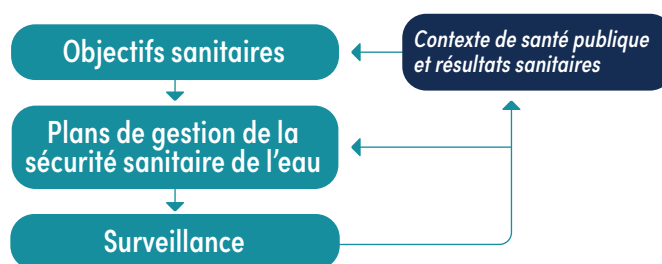 Objectifs sanitaires
Contexte de santé publique
et résultats sanitaires
Plans de gestion de la
sécurité sanitaire de l'eau
Surveillance